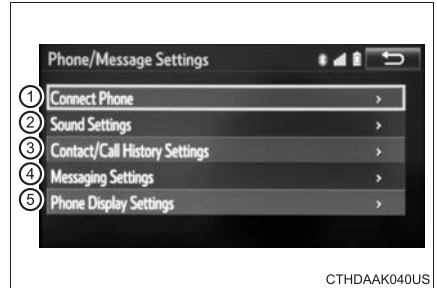 Phone/Message Settings
1 Connect Phone
2 Sound Settings
3 Contact/Call History Settings
4 Messaging Settings
5 Phone Display Settings
CTHDAAK040US